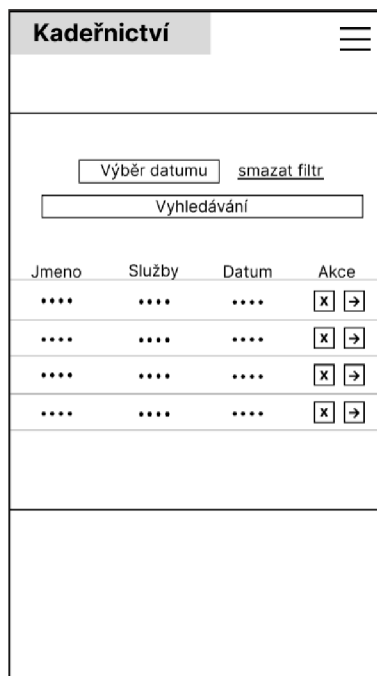 Kadeřnictví
Výběr datumu smazat filtr
Vyhledávání
Jmeno Služby Datum Akce
•••• •••• •••• x →
•••• •••• •••• x →
•••• •••• •••• x →
•••• •••• •••• x →